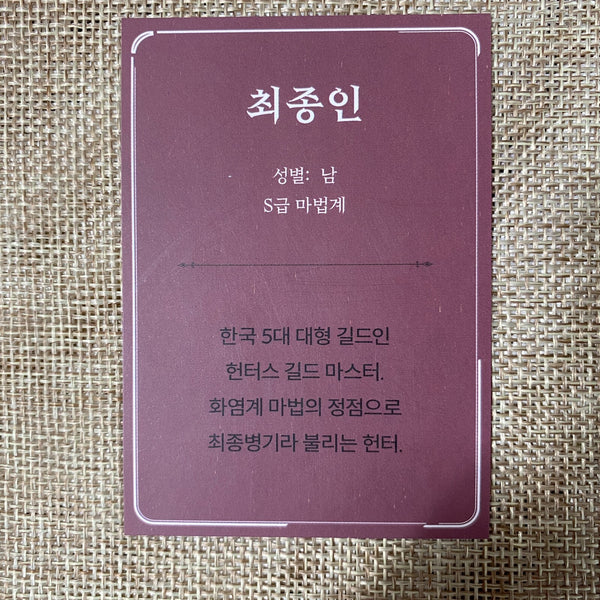 최종인
성별: 남
S급 마법계
한국 5대 대형 길드인
헌터스 길드 마스터.
화염계 마법의 정점으로
최종병기라 불리는 헌터.